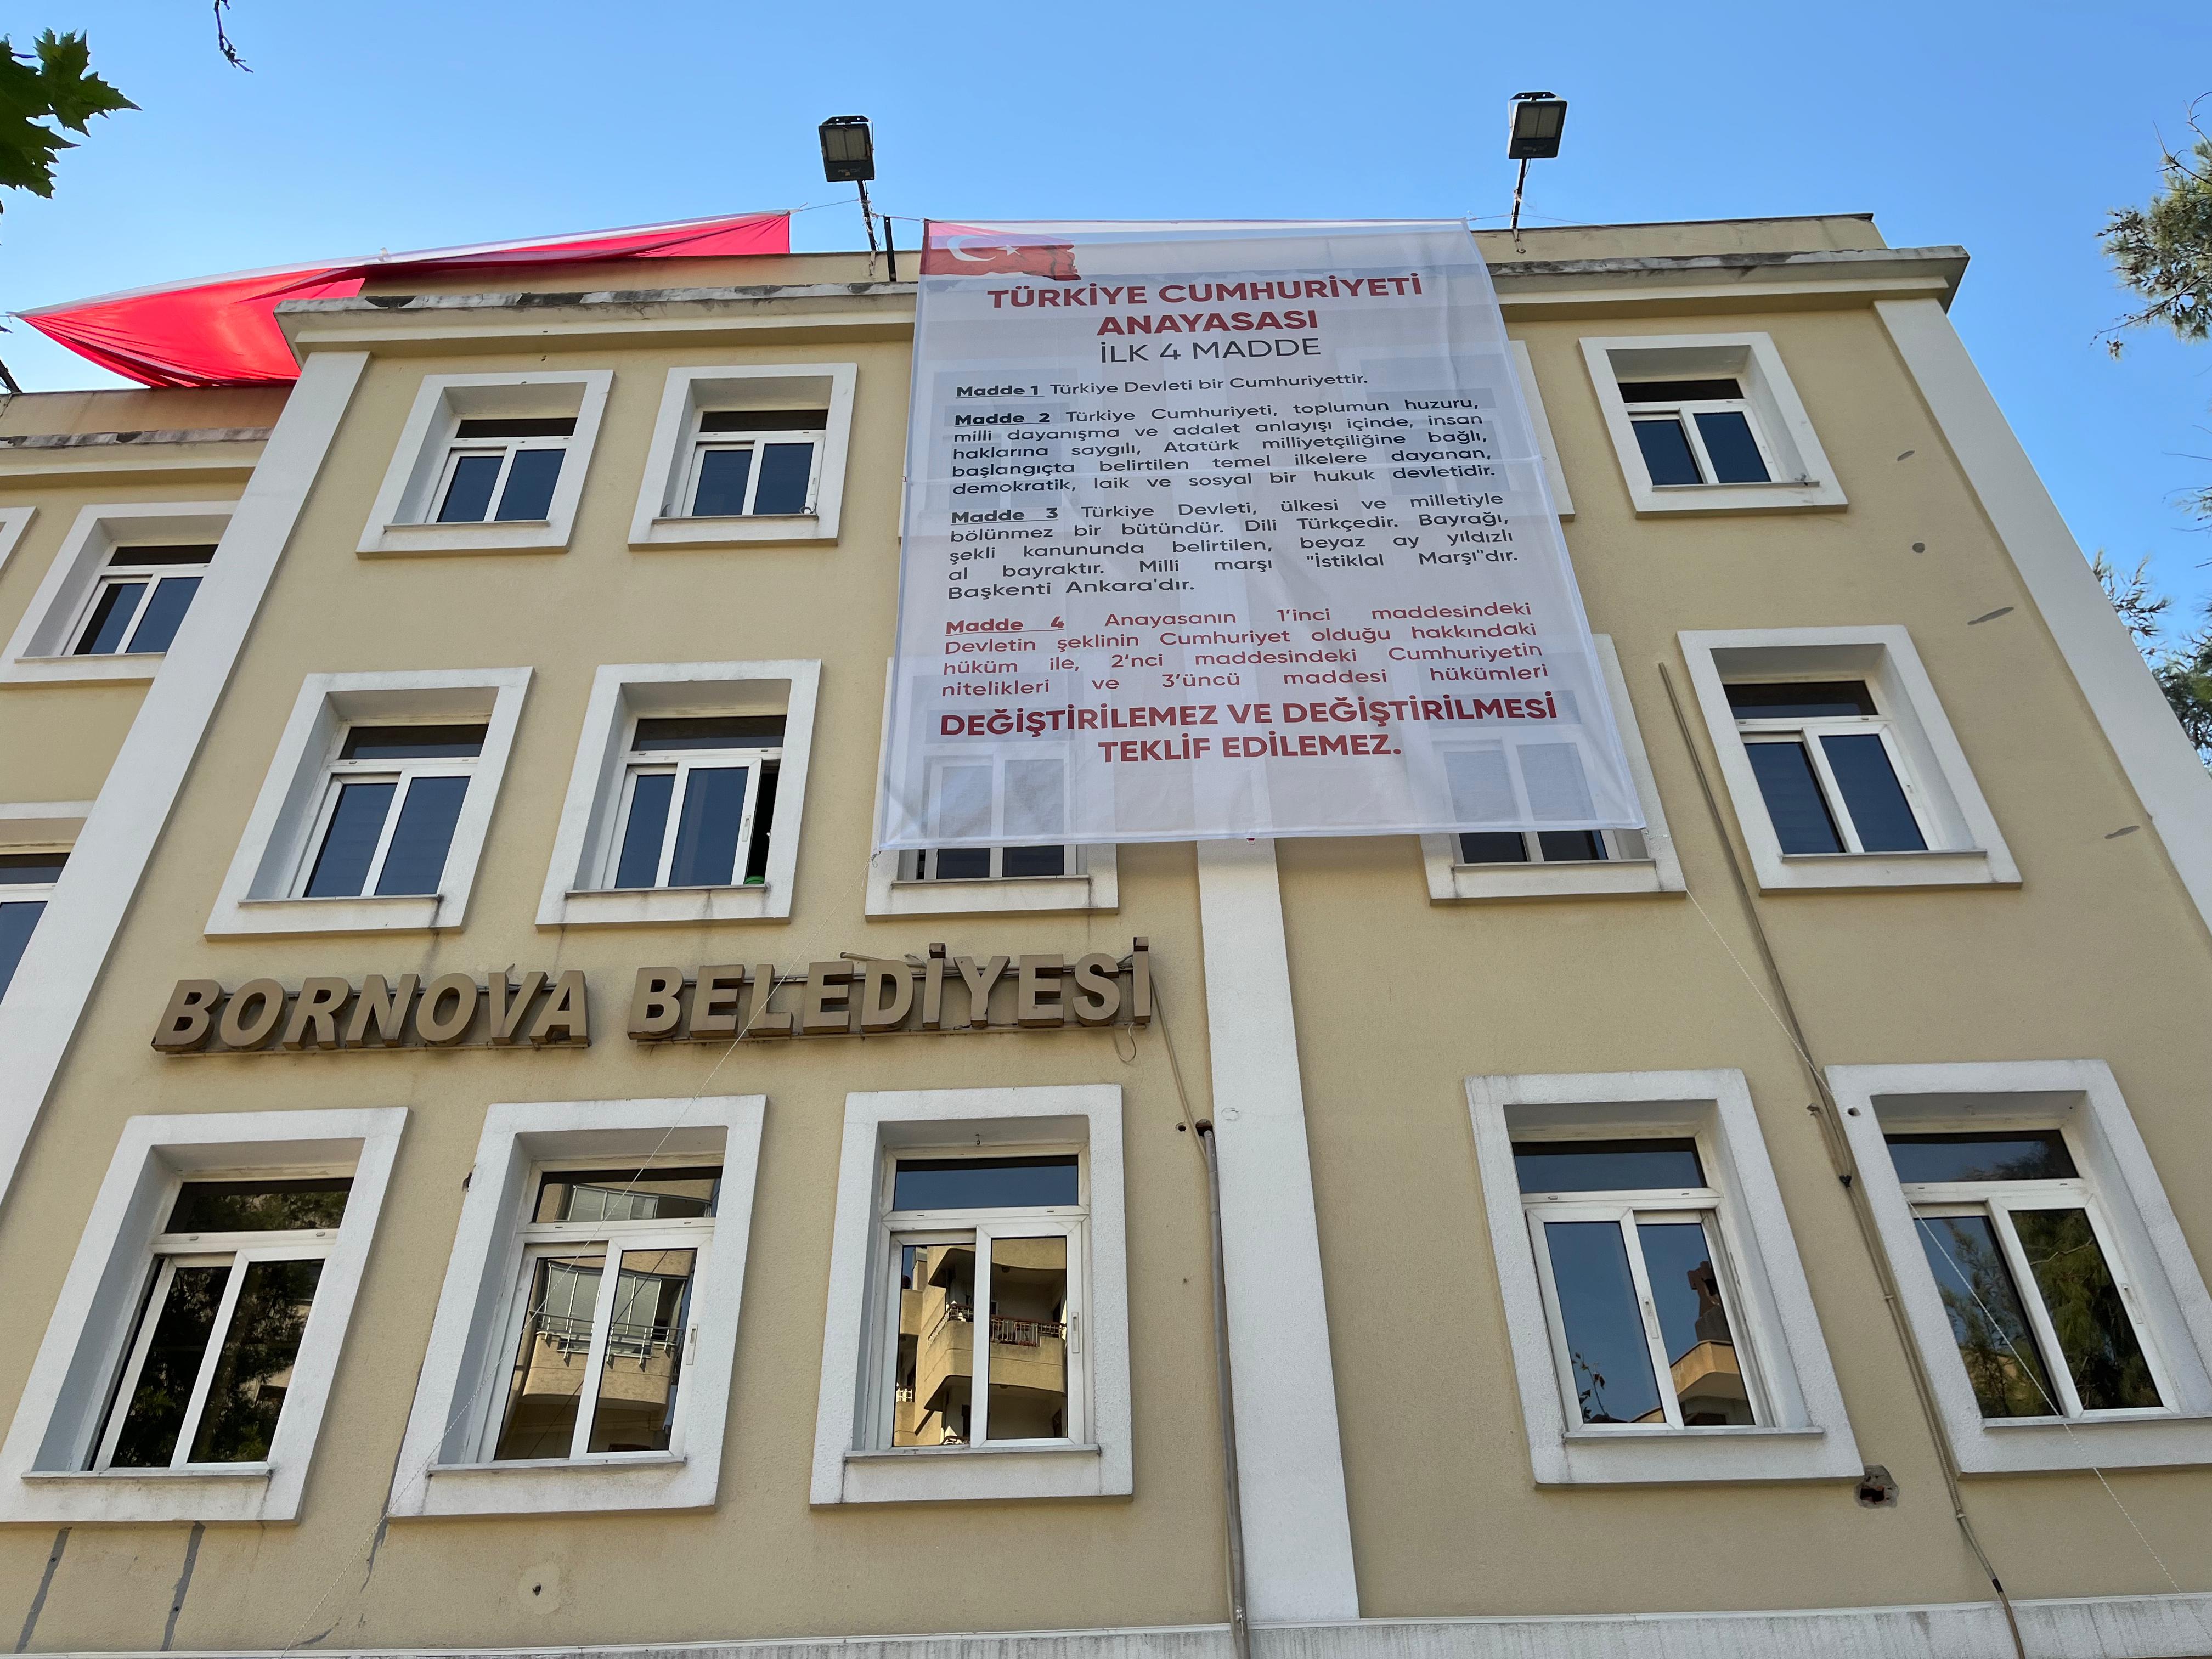 TÜRKİYE CUMHURİYETİ
ANAYASASI
İLK 4 MADDE
Madde 1 Türkiye Devleti bir Cumhuriyettir.
Madde 2 Türkiye Cumhuriyeti, toplumun huzuru,
milli dayanışma ve adalet anlayışı içinde, insan
haklarına saygılı, Atatürk milliyetçiliğine bağlı,
başlangıçta belirtilen temel ilkelere dayanan,
demokratik, laik ve sosyal bir hukuk devletidir.
Madde 3 Türkiye Devleti, ülkesi ve milletiyle
bölünmez bir bütündür. Dili Türkçedir. Bayrağı,
şekli kanununda belirtilen, beyaz ay yıldızlı
al bayraktır. Milli marşı "İstiklal Marşı"dır.
Başkenti Ankara'dır.
Madde 4 Anayasanın 1'inci maddesindeki
Devletin şeklinin Cumhuriyet olduğu hakkındaki
hüküm ile, 2'nci maddesindeki Cumhuriyetin
nitelikleri ve 3'üncü maddesi hükümleri
DEĞİŞTİRİLEMEZ VE DEĞİŞTİRİLMESİ
TEKLİF EDİLEMEZ.
BORNOVA BELEDİYESİ